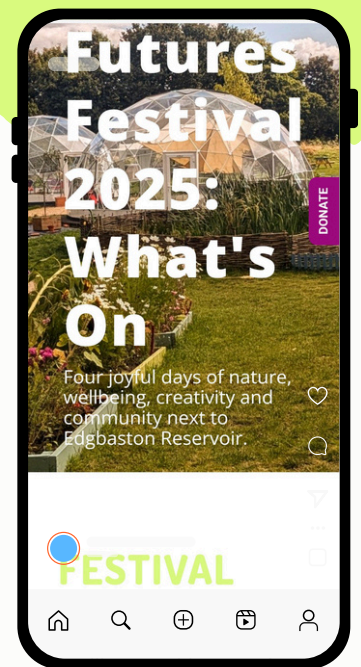 Futures
Festival
2025:
What's
On
DONATE
Four joyful days of nature,
wellbeing, creativity and
community next to
Edgbaston Reservoir.
FESTIVAL